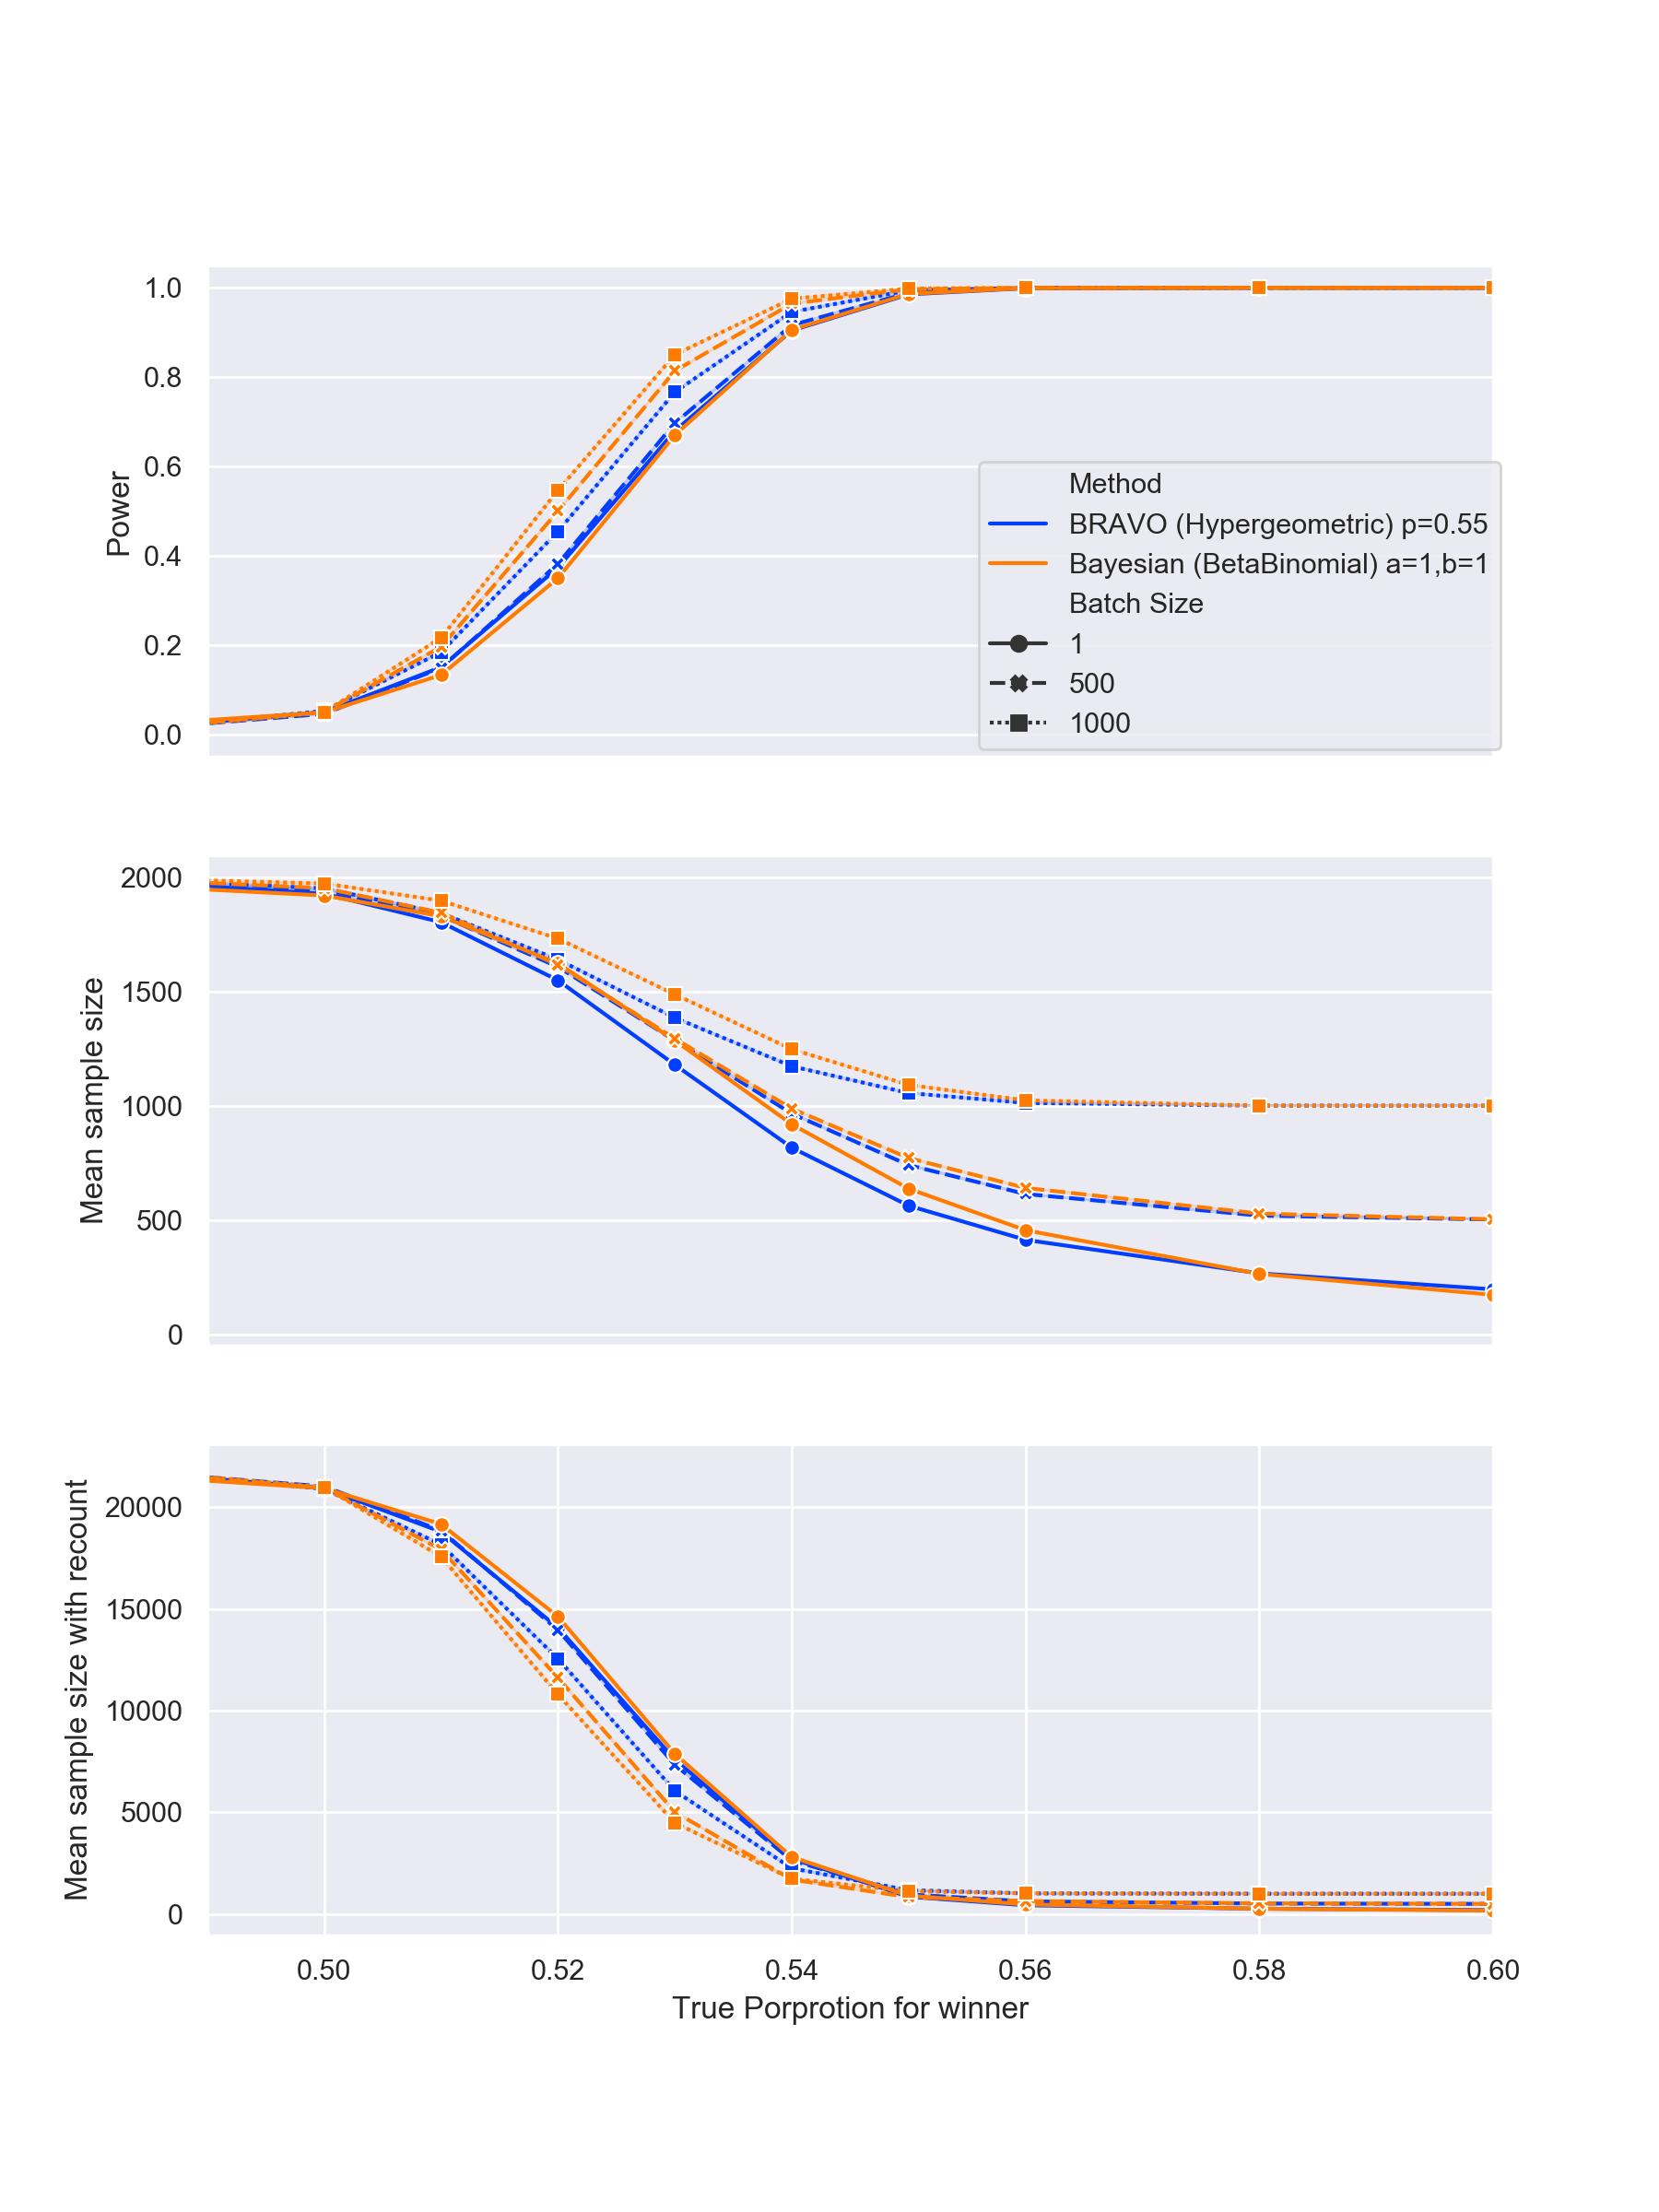 1.0
0.8
0.6
0.4
0.2
0.0
Power
Method
BRAVO (Hypergeometric) p=0.55
Bayesian (BetaBinomial) a=1,b=1
Batch Size
1
500
1000
2000
1500
1000
500
0
Mean sample size
20000
15000
10000
5000
0
Mean sample size with recount
0.50 0.52 0.54 0.56 0.58 0.60
True Porprotion for winner